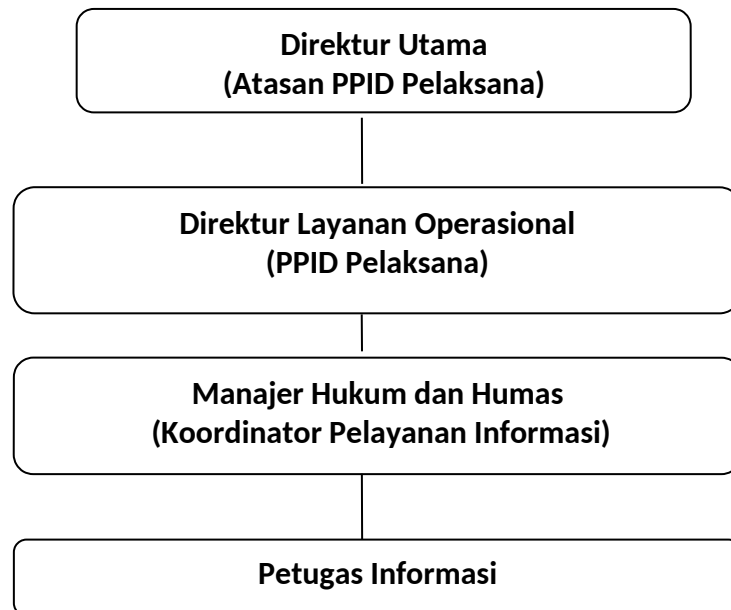 Direktur Utama
(Atasan PPID Pelaksana)
Direktur Layanan Operasional
(PPID Pelaksana)
Manajer Hukum dan Humas
(Koordinator Pelayanan Informasi)
Petugas Informasi